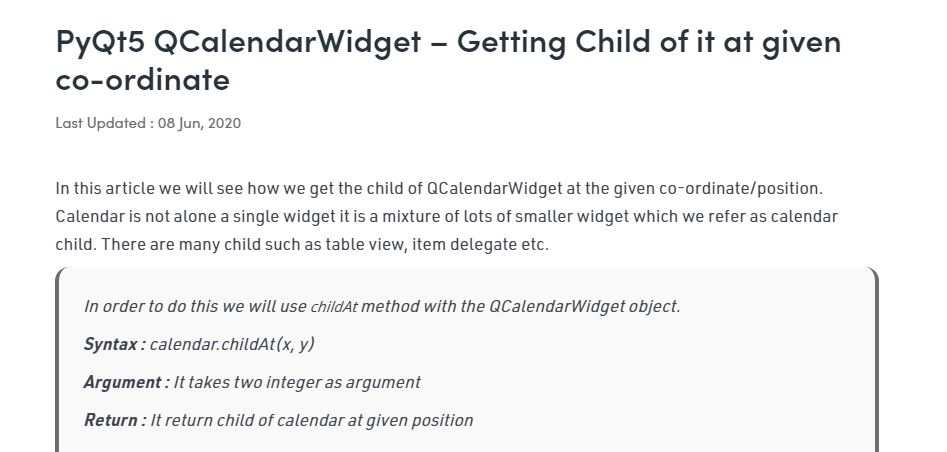 PyQt5 QCalendarWidget – Getting Child of it at given
co-ordinate
Last Updated : 08 Jun, 2020
In this article we will see how we get the child of QCalendarWidget at the given co-ordinate/position.
Calendar is not alone a single widget it is a mixture of lots of smaller widget which we refer as calendar
child. There are many child such as table view, item delegate etc.
In order to do this we will use childAt method with the QCalendarWidget object.
Syntax : calendar.childAt(x, y)
Argument : It takes two integer as argument
Return : It return child of calendar at given position